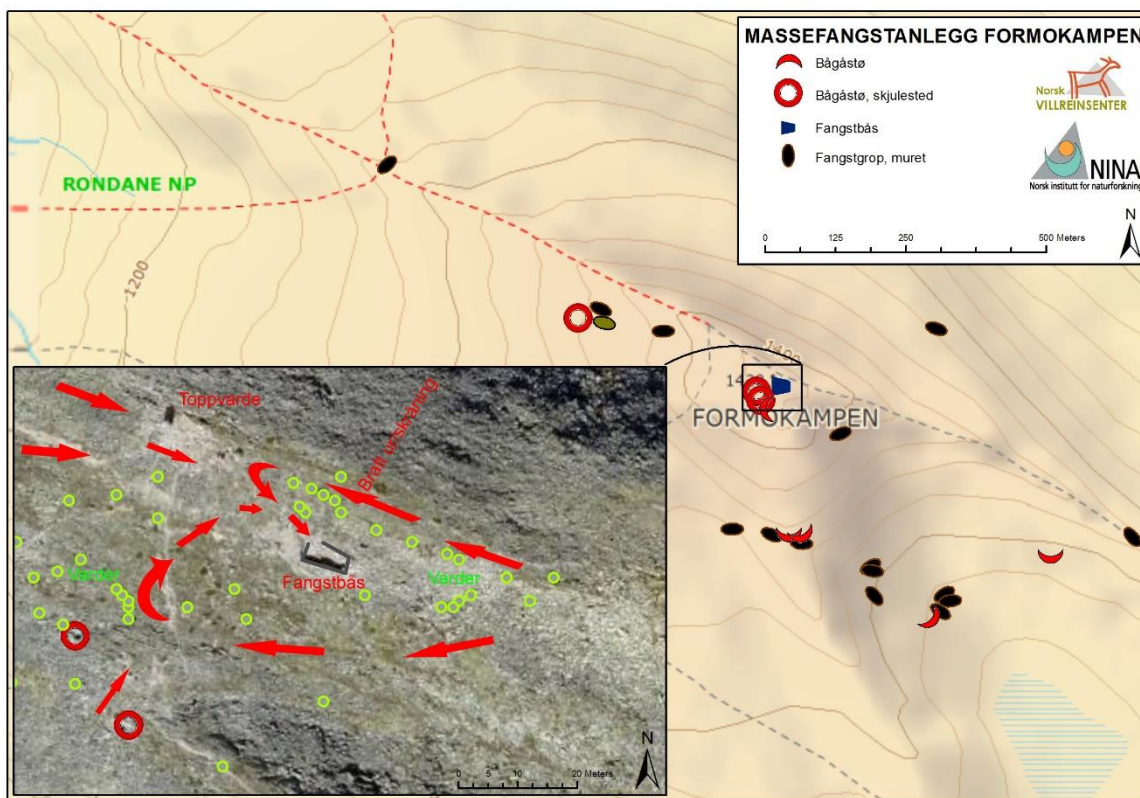 MASSEFANGSTANLEGG FORMOKAMPEN
Bågåstø
Bågåstø, skjulested
Fangstbås
Fangstgrop, muret
Norsk
VILLREINSENTER
NINA
Norsk institutt for naturforskning
N
0 125 250 500 Meters
RONDANE NP
1200
1400
FORMOKAMPEN
Toppvarde
Bratt urskråning
Varder
Fangstbås
Varder
N
0 5 10 20 Meters